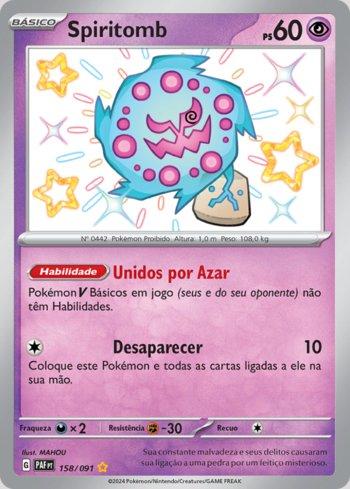 BÁSICO
Spiritomb
PS60
Nº 0442 Pokémon Proibido Altura: 1,0 m Peso: 108,0 kg
Habilidade Unidos por Azar
Pokémon V Básicos em jogo (seus e do seu oponente) não
têm Habilidades.
Desaparecer 10
Coloque este Pokémon e todas as cartas ligadas a ele na
sua mão.
Fraqueza ×2 Resistência -30 Recuo
Ilust. MAHOU
G PAF PT 158/091
Sua constante malvadeza e seus delitos causaram
sua ligação a uma pedra por um feitiço misterioso.
©2024 Pokémon/Nintendo/Creatures/GAME FREAK